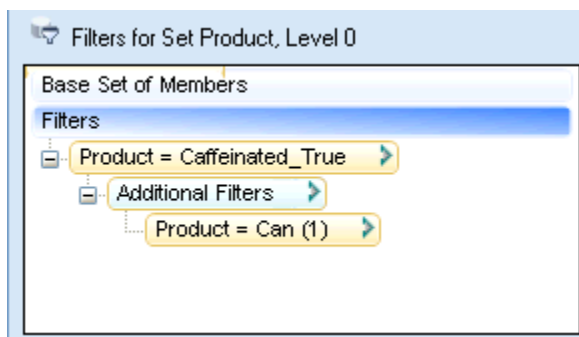 Filters for Set Product, Level 0
Base Set of Members
Filters
Product = Caffeinated_True
Additional Filters
Product = Can (1)